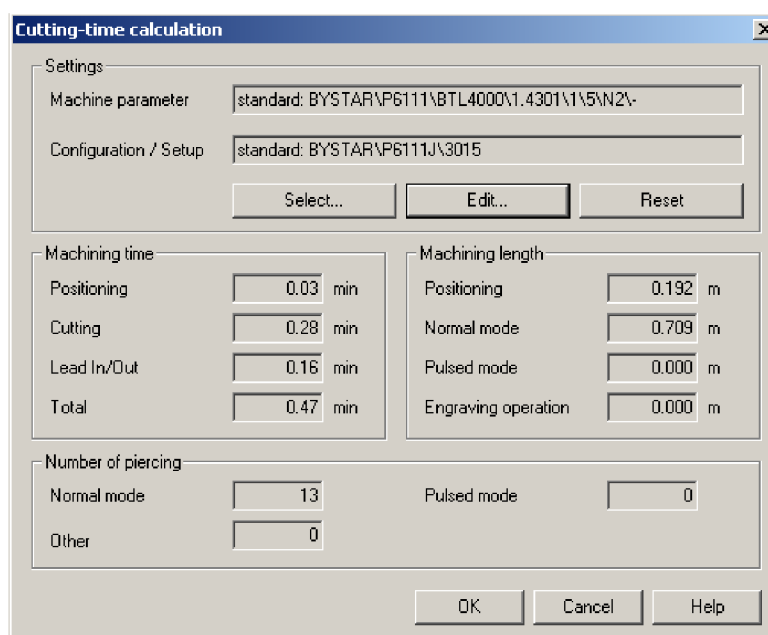 Cutting-time calculation
Settings
Machine parameter standard: BYSTAR\P6111\BTL4000\1.4301\1\5\N2\-
Configuration / Setup standard: BYSTAR\P6111J\3015
Select... Edit... Reset
Machining time
Positioning 0.03 min
Cutting 0.28 min
Lead In/Out 0.16 min
Total 0.47 min
Machining length
Positioning 0.192 m
Normal mode 0.709 m
Pulsed mode 0.000 m
Engraving operation 0.000 m
Number of piercing
Normal mode 13 Pulsed mode 0
Other 0
OK Cancel Help